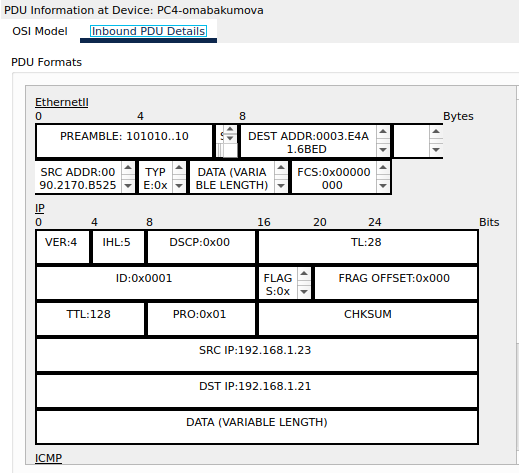 PDU Information at Device: PC4-omabakumova
OSI Model Inbound PDU Details
PDU Formats
EthernetII
0 4 8 Bytes
PREAMBLE: 101010..10 DEST ADDR:0003.E4A
1.6BED
SRC ADDR:00 TYP DATA (VARIA FCS:0x00000
90.2170.B525 E:0x BLE LENGTH) 000
IP
0 4 8 16 20 24 Bits
VER:4 IHL:5 DSCP:0x00 TL:28
ID:0x0001 FLAG FRAG OFFSET:0x000
S:0x
TTL:128 PRO:0x01 CHKSUM
SRC IP:192.168.1.23
DST IP:192.168.1.21
DATA (VARIABLE LENGTH)
ICMP